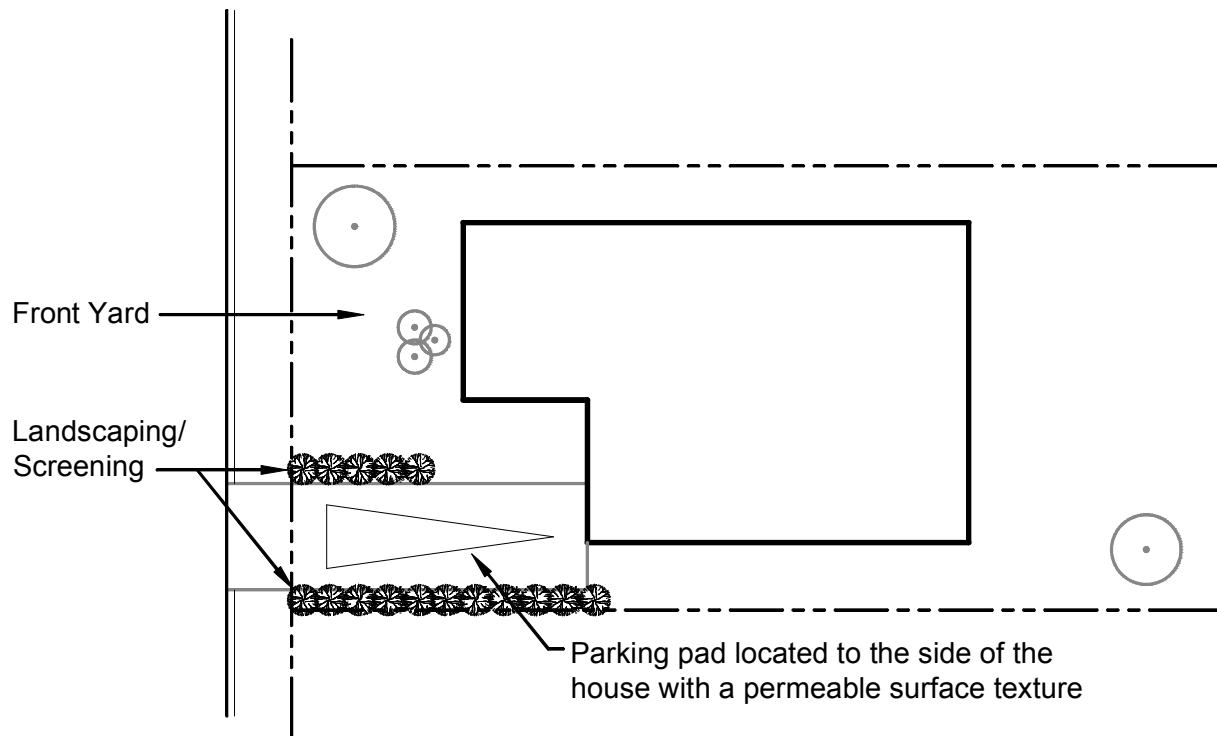 Front Yard
Landscaping/
Screening
Parking pad located to the side of the
house with a permeable surface texture